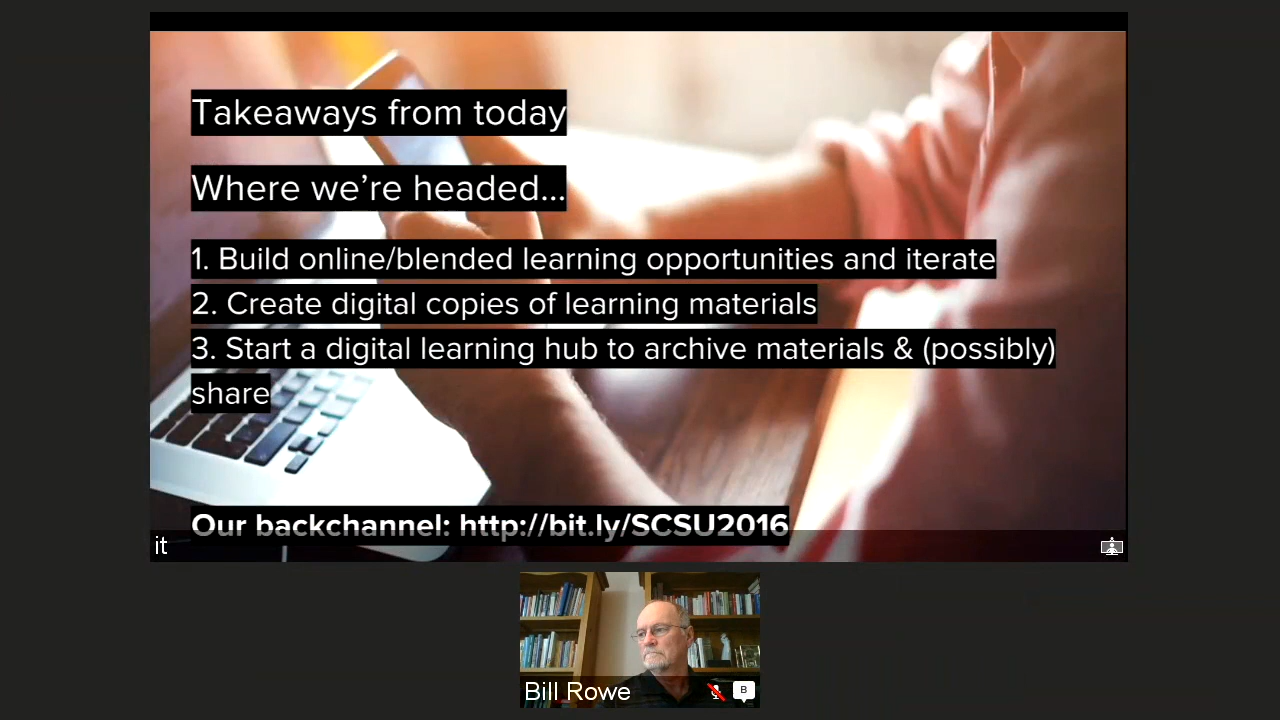 Takeaways from today
Where we’re headed...
1. Build online/blended learning opportunities and iterate
2. Create digital copies of learning materials
3. Start a digital learning hub to archive materials & (possibly)
share
Our backchannel: http://bit.ly/SCSU2016
it
Bill Rowe
B